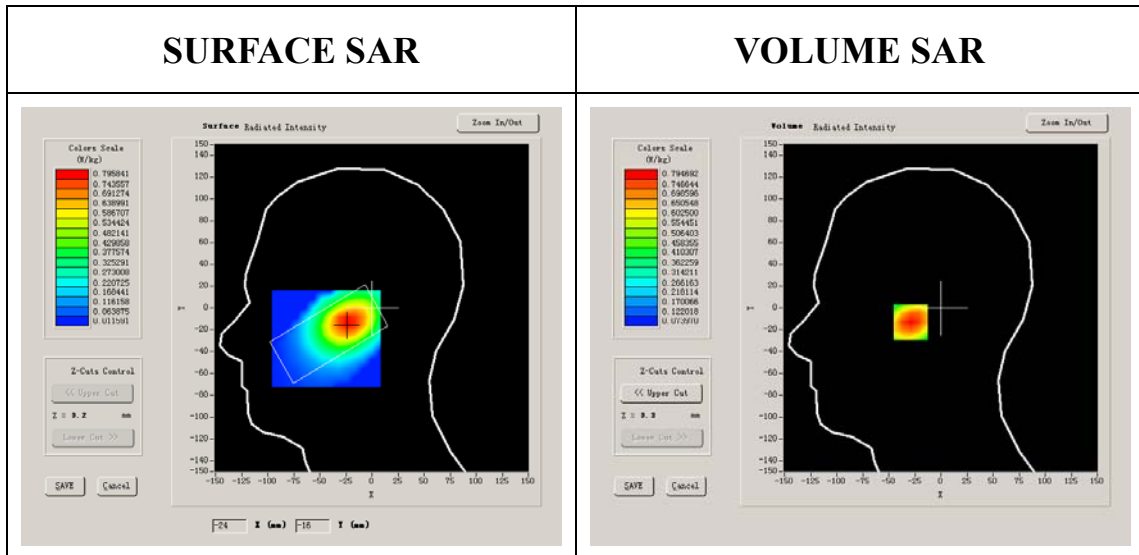 SURFACE SAR
VOLUME SAR
Surface Radiated Intensity
Zoom In/Out
Colors Scale
(W/kg)
0.795841
0.743557
0.691274
0.638991
0.586707
0.534424
0.482141
0.429858
0.377574
0.325291
0.273008
0.220725
0.168441
0.116158
0.063875
0.011591
150
140
120
100
80
60
40
20
0
-20
-40
-60
-80
-100
-120
-140
-150
Y
-150 -125 -100 -75 -50 -25 0 25 50 75 100 125 150
X
Z-Cuts Control
<< Upper Cut
Lower Cut >>
SAVE
Cancel
-24 X (mm) -16 Y (mm)
Volume Radiated Intensity
Zoom In/Out
Colors Scale
(W/kg)
0.794692
0.746644
0.698596
0.650548
0.602500
0.554451
0.506403
0.458355
0.410307
0.362259
0.314211
0.266163
0.218114
0.170066
0.122018
0.073970
150
140
120
100
80
60
40
20
0
-20
-40
-60
-80
-100
-120
-140
-150
Y
-150 -125 -100 -75 -50 -25 0 25 50 75 100 125 150
X
Z-Cuts Control
<< Upper Cut
Lower Cut >>
SAVE
Cancel